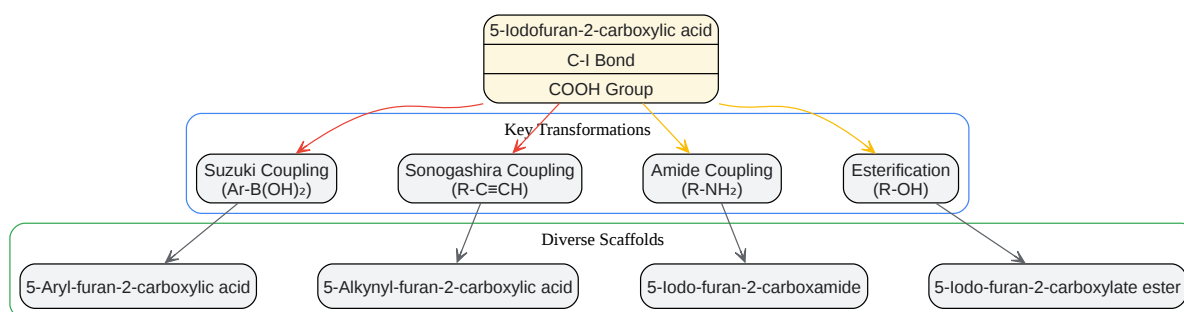 5-Iodofuran-2-carboxylic acid
C-I Bond
COOH Group
Key Transformations
Suzuki Coupling
(Ar-B(OH)₂)
Sonogashira Coupling
(R-C≡CH)
Amide Coupling
(R-NH₂)
Esterification
(R-OH)
Diverse Scaffolds
5-Aryl-furan-2-carboxylic acid
5-Alkynyl-furan-2-carboxylic acid
5-Iodo-furan-2-carboxamide
5-Iodo-furan-2-carboxylate ester